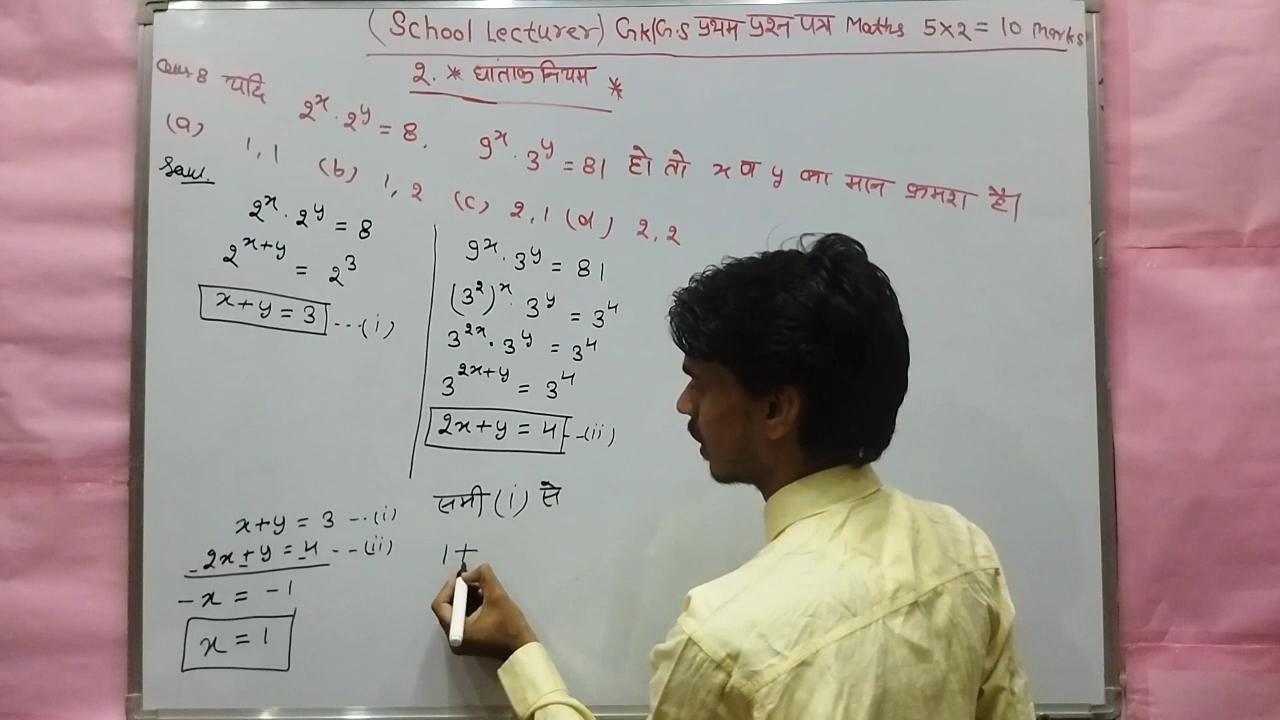 (School Lecturer) GK/G.S प्रथम प्रश्न पत्र Maths 5×2 = 10 Marks
2. * घांताक नियम *
Ques 8 यदि 2^x · 2^y = 8, 9^x · 3^y = 81 हो तो x व y का मान क्रमश है।
(a) 1,1 (b) 1,2 (c) 2,1 (d) 2,2
2^x · 2^y = 8
2^(x+y) = 2^3
x+y = 3 ---(i)
9^x · 3^y = 81
(3^2)^x · 3^y = 3^4
3^(2x) · 3^y = 3^4
3^(2x+y) = 3^4
2x+y = 4 --(ii)
x+y = 3 --(i)
2x+y = 4 --(ii)
- - -
-x = -1
x = 1
समी (i) से
1+